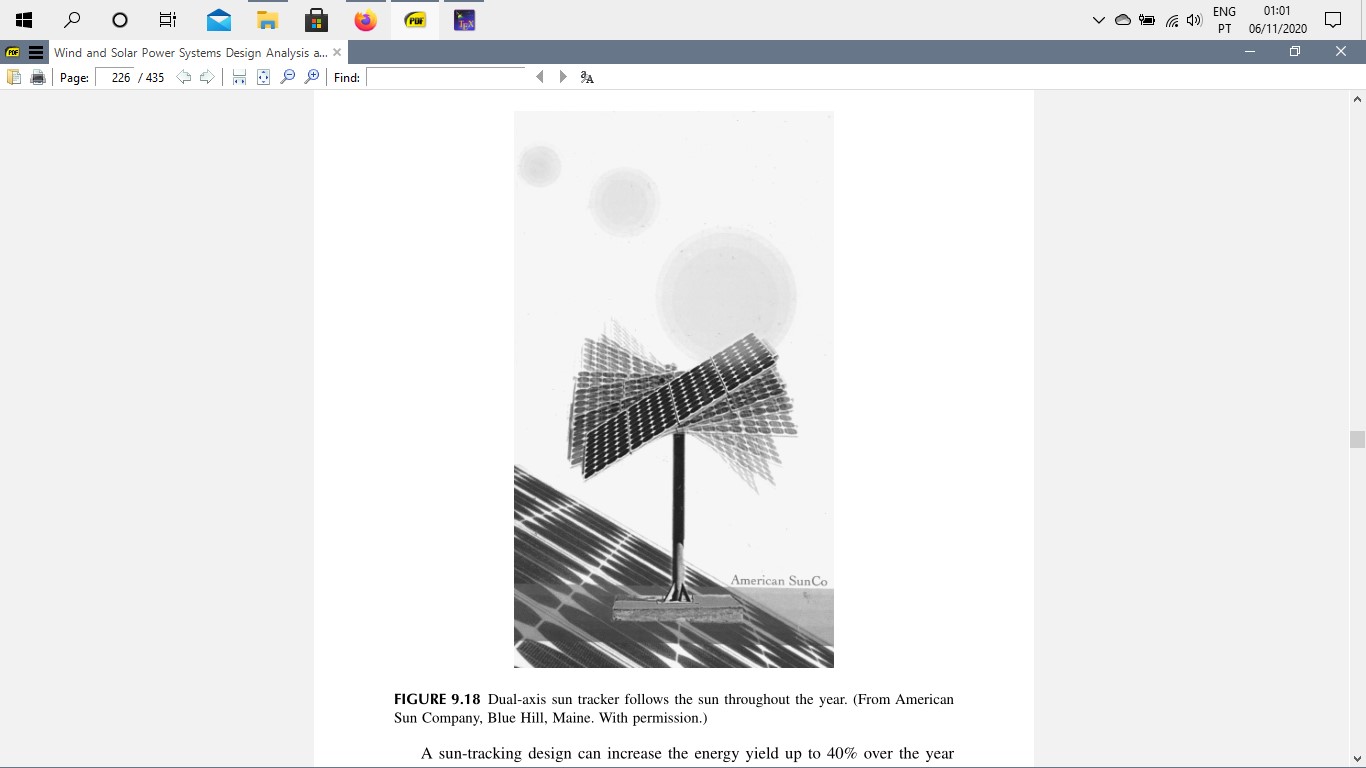 ENG
01:01
PT
06/11/2020
PDF
Wind and Solar Power Systems Design Analysis a...
Page: 226 / 435
Find:
American SunCo
FIGURE 9.18 Dual-axis sun tracker follows the sun throughout the year. (From American
Sun Company, Blue Hill, Maine. With permission.)
A sun-tracking design can increase the energy yield up to 40% over the year